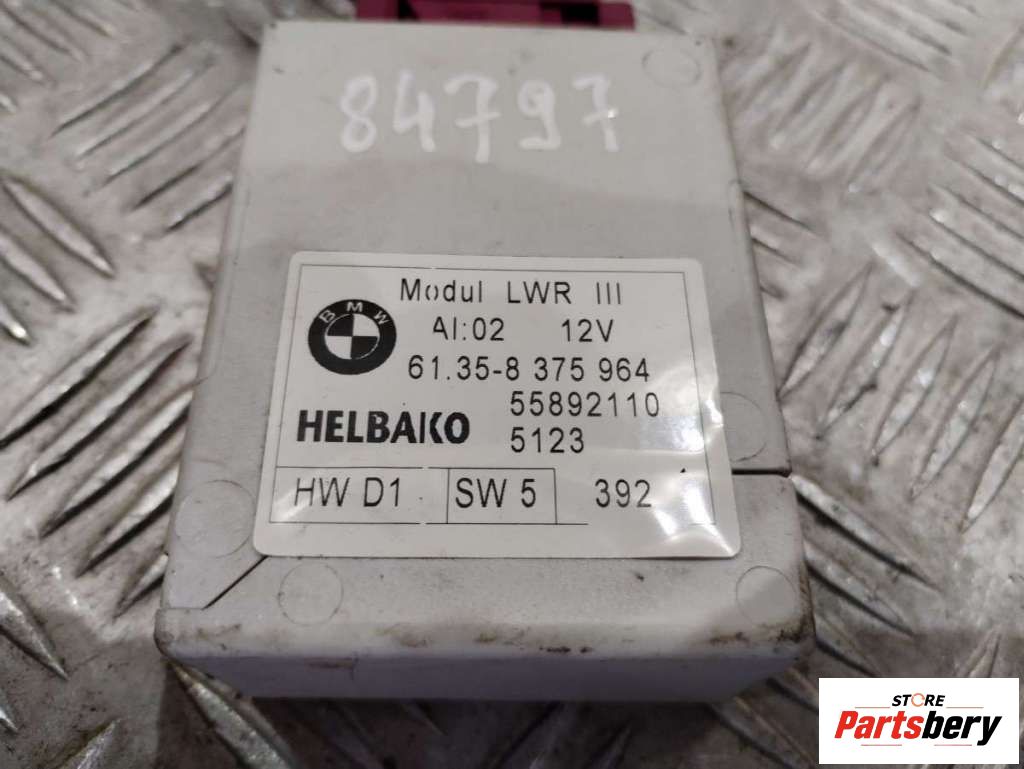 84797
Modul LWR III
BMW
AI:02 12V
61.35-8 375 964
HELBAKO
55892110
5123
HW D1 SW 5 392
STORE
Partsbery